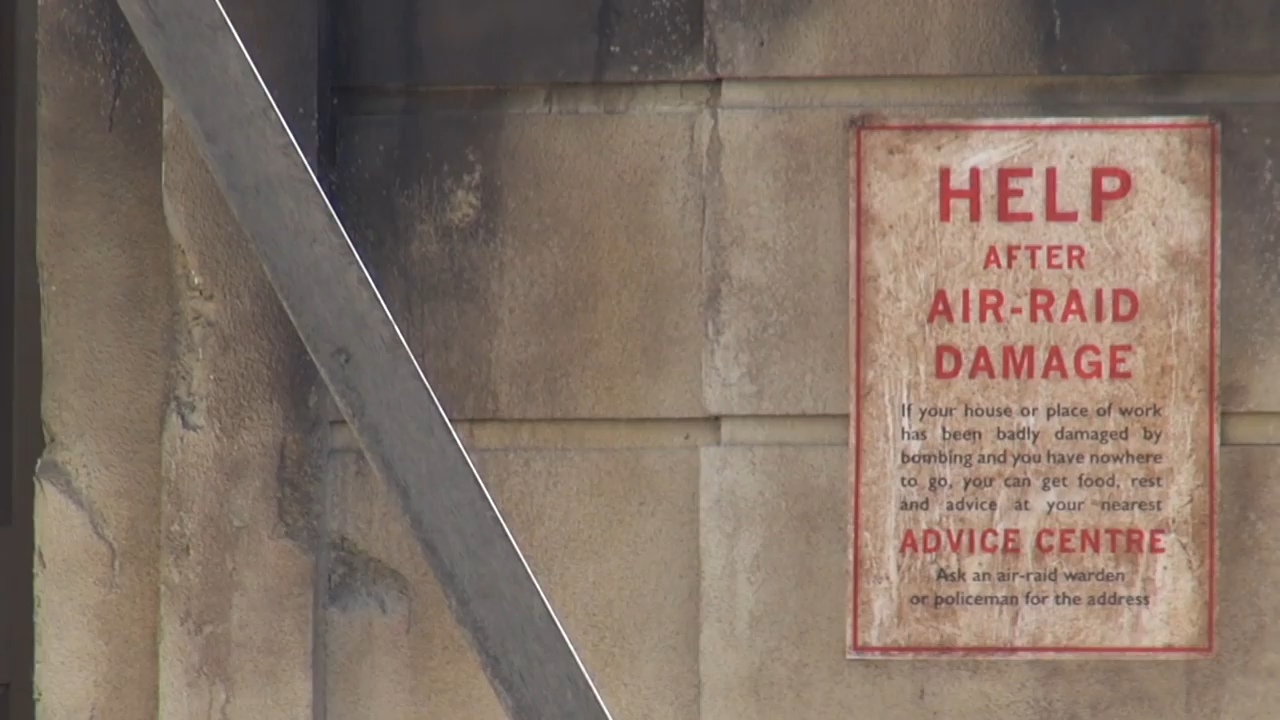 HELP
AFTER
AIR-RAID
DAMAGE
If your house or place of work
has been badly damaged by
bombing and you have nowhere
to go, you can get food, rest
and advice at your nearest
ADVICE CENTRE
Ask an air-raid warden
or policeman for the address